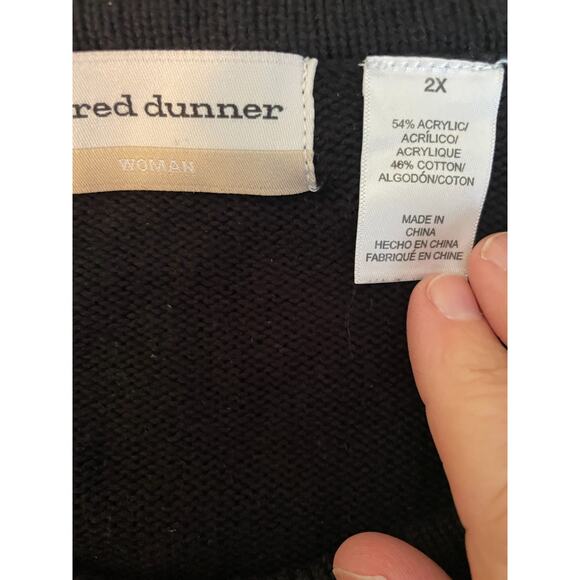 red dunner
WOMAN
2X
54% ACRYLIC/
ACRÍLICO/
ACRYLIQUE
46% COTTON/
ALGODÓN/COTON
MADE IN
CHINA
HECHO EN CHINA
FABRIQUÉ EN CHINE